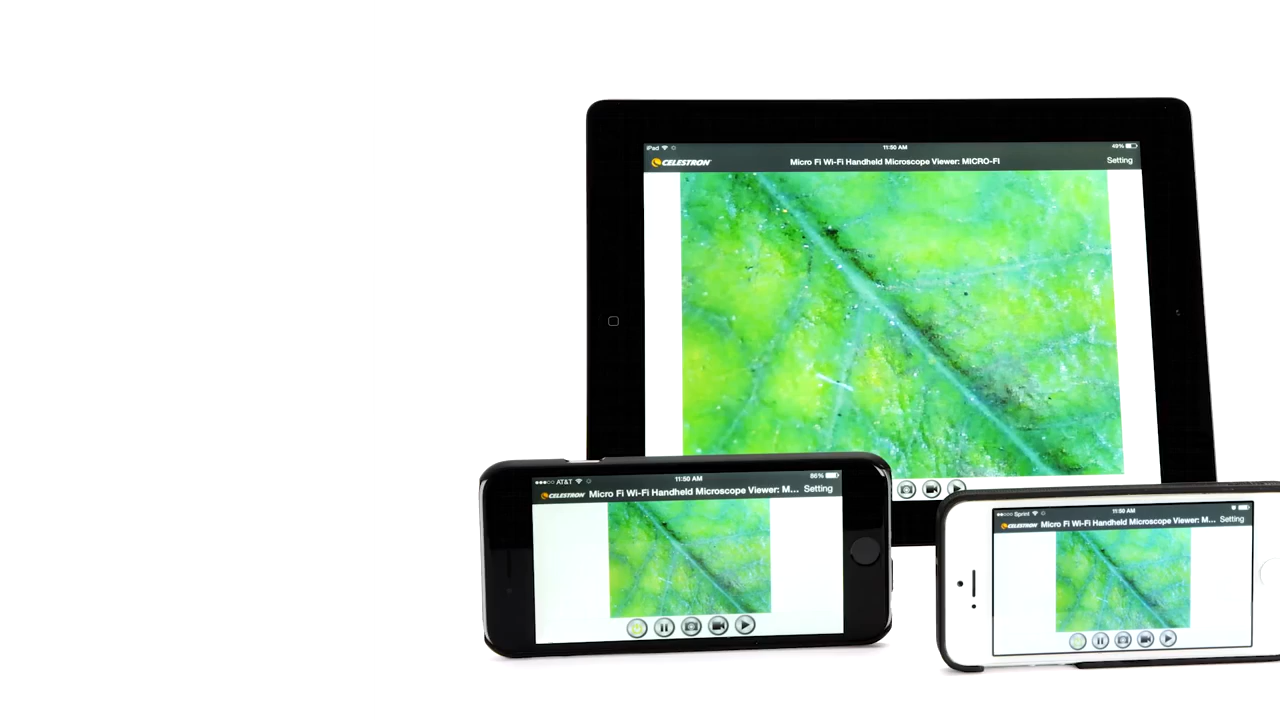 iPad 11:50 AM 49%
CELESTRON Micro Fi Wi-Fi Handheld Microscope Viewer: MICRO-FI Setting
AT&T 11:50 AM 86%
CELESTRON Micro Fi Wi-Fi Handheld Microscope Viewer: M... Setting
Sprint 11:50 AM
CELESTRON Micro Fi Wi-Fi Handheld Microscope Viewer: M... Setting